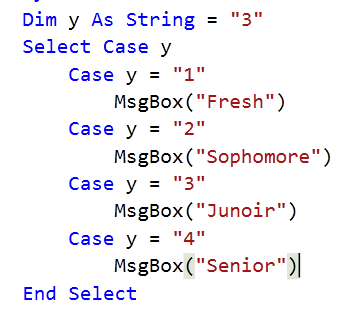 Dim y As String = "3"
Select Case y
Case y = "1"
MsgBox("Fresh")
Case y = "2"
MsgBox("Sophomore")
Case y = "3"
MsgBox("Junoir")
Case y = "4"
MsgBox("Senior")
End Select